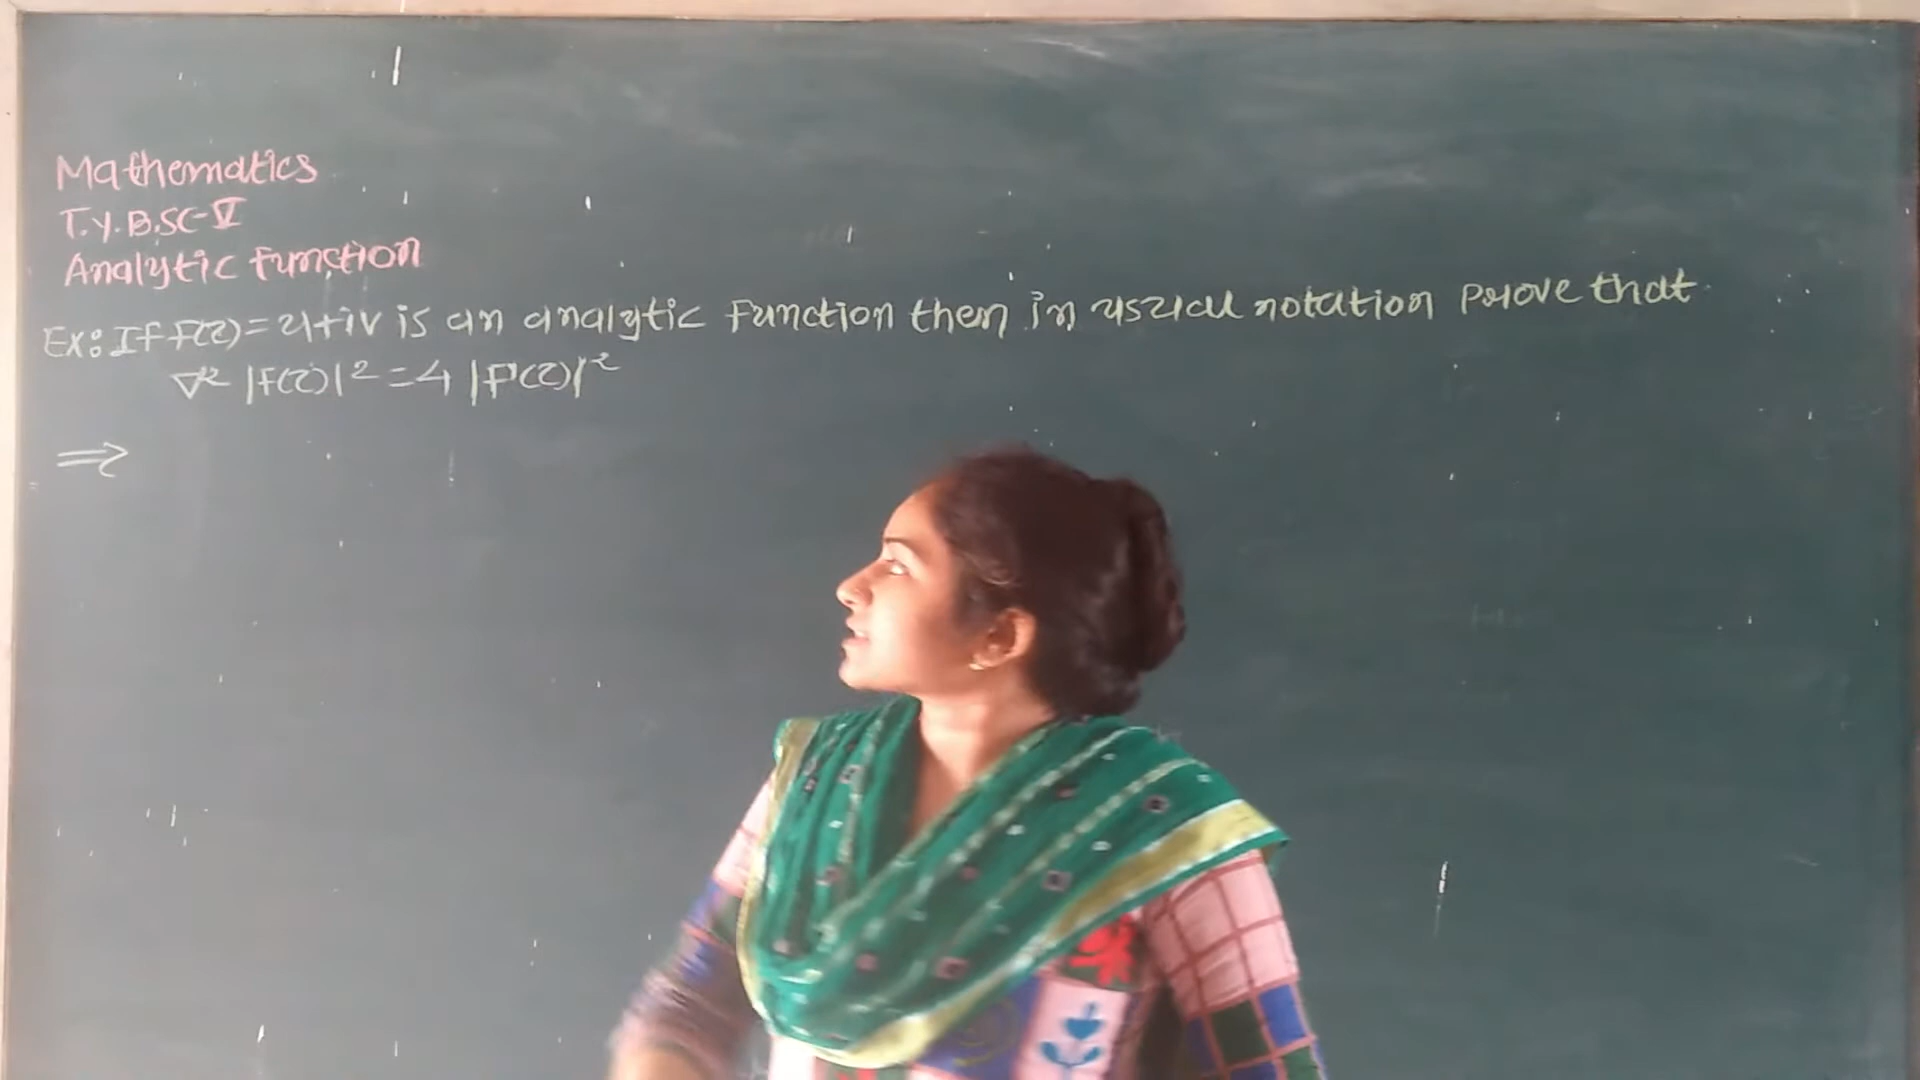 Mathematics
T.Y.B.SC-V
Analytic Function
Ex: If f(z)=u+iv is an analytic Function then in usual notation prove that
∇² |F(z)|² = 4 |F'(z)|²
⇒